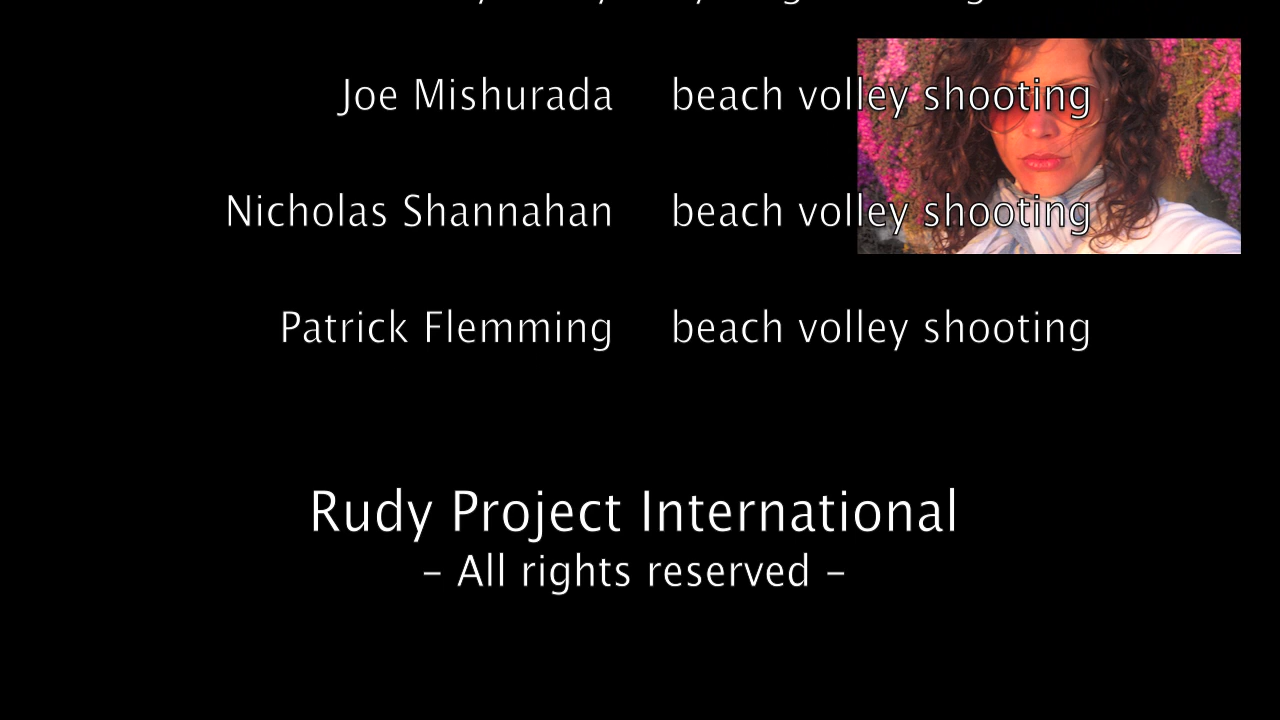 Joe Mishurada beach volley shooting
Nicholas Shannahan beach volley shooting
Patrick Flemming beach volley shooting
Rudy Project International
– All rights reserved –